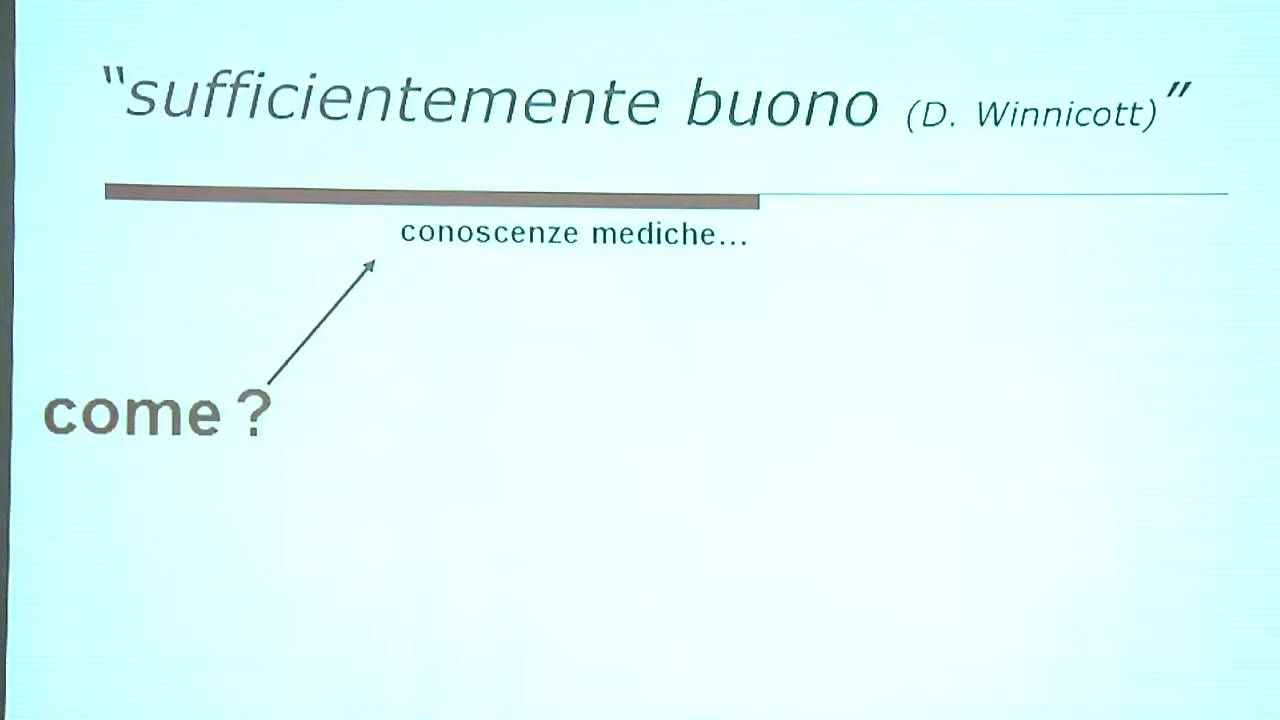 "sufficientemente buono (D. Winnicott)"
conoscenze mediche...
come ?